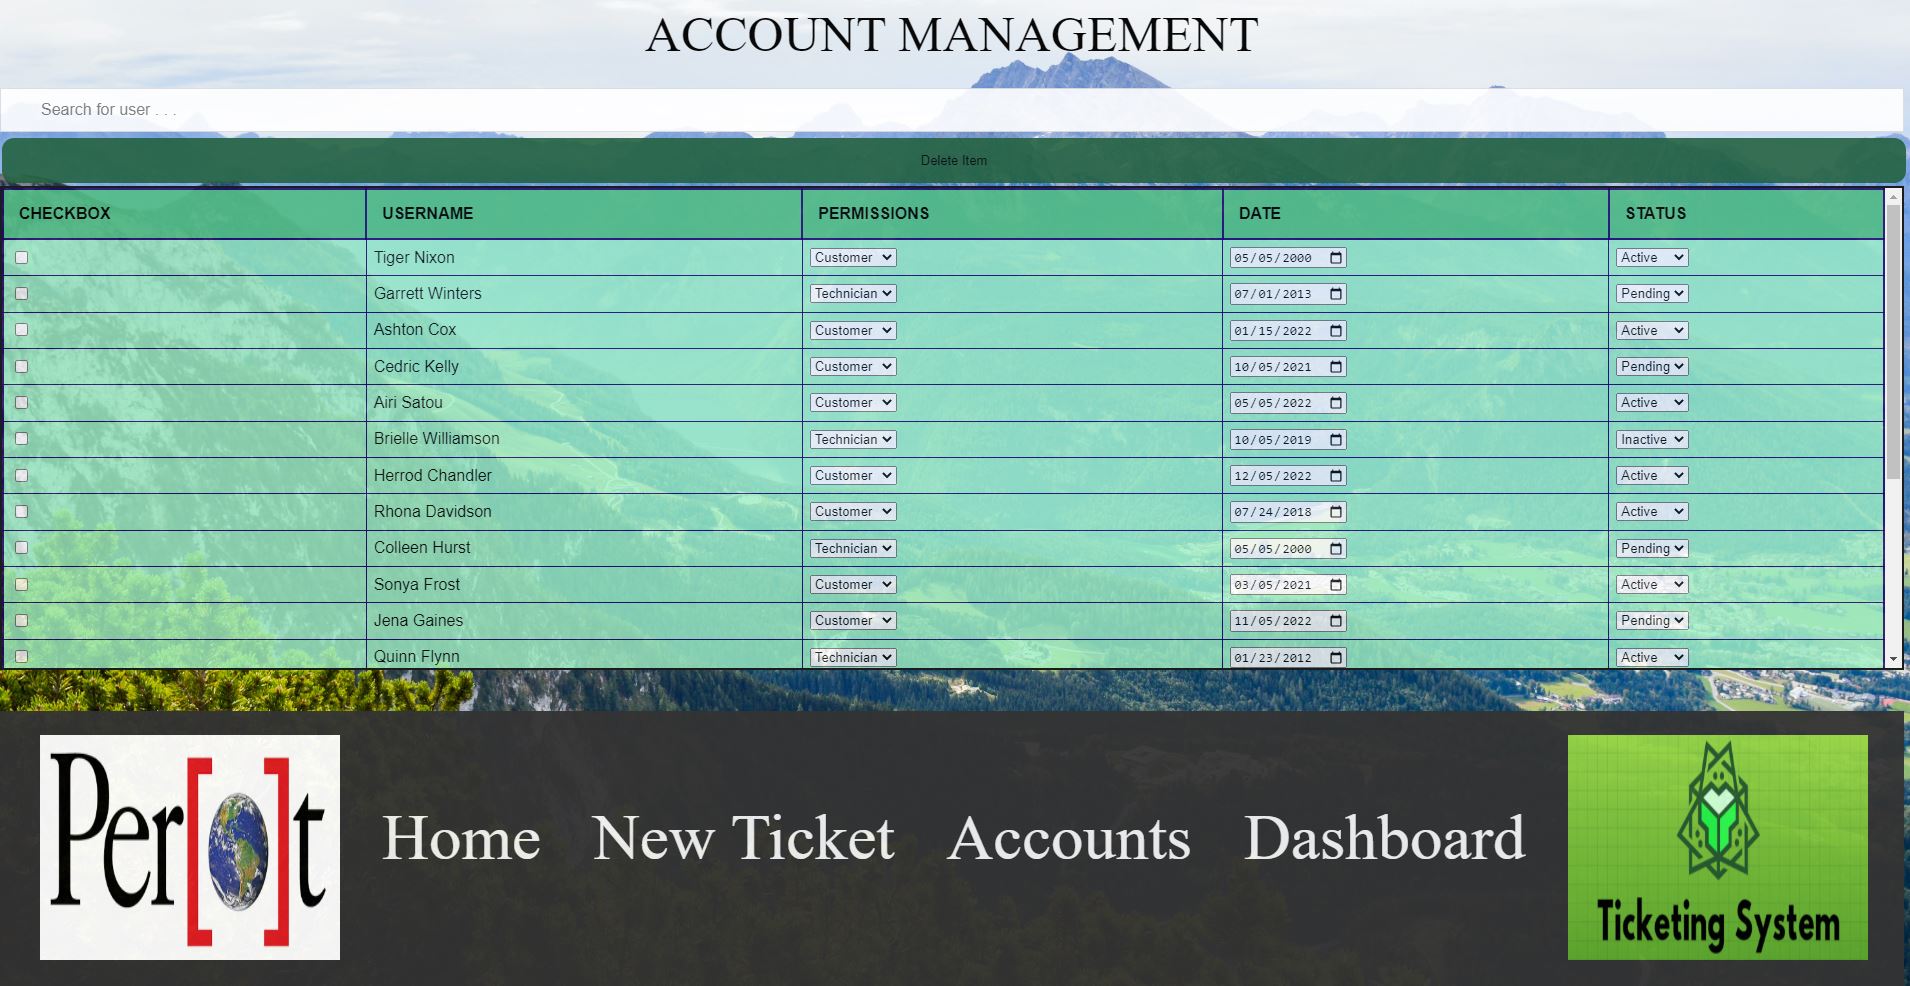 ACCOUNT MANAGEMENT
Search for user . . .
Delete Item
CHECKBOX USERNAME PERMISSIONS DATE STATUS
Tiger Nixon Customer 05/05/2000 Active
Garrett Winters Technician 07/01/2013 Pending
Ashton Cox Customer 01/15/2022 Active
Cedric Kelly Customer 10/05/2021 Pending
Airi Satou Customer 05/05/2022 Active
Brielle Williamson Technician 10/05/2019 Inactive
Herrod Chandler Customer 12/05/2022 Active
Rhona Davidson Customer 07/24/2018 Active
Colleen Hurst Technician 05/05/2000 Pending
Sonya Frost Customer 03/05/2021 Active
Jena Gaines Customer 11/05/2022 Pending
Quinn Flynn Technician 01/23/2012 Active
Per[O]t Home New Ticket Accounts Dashboard
Ticketing System